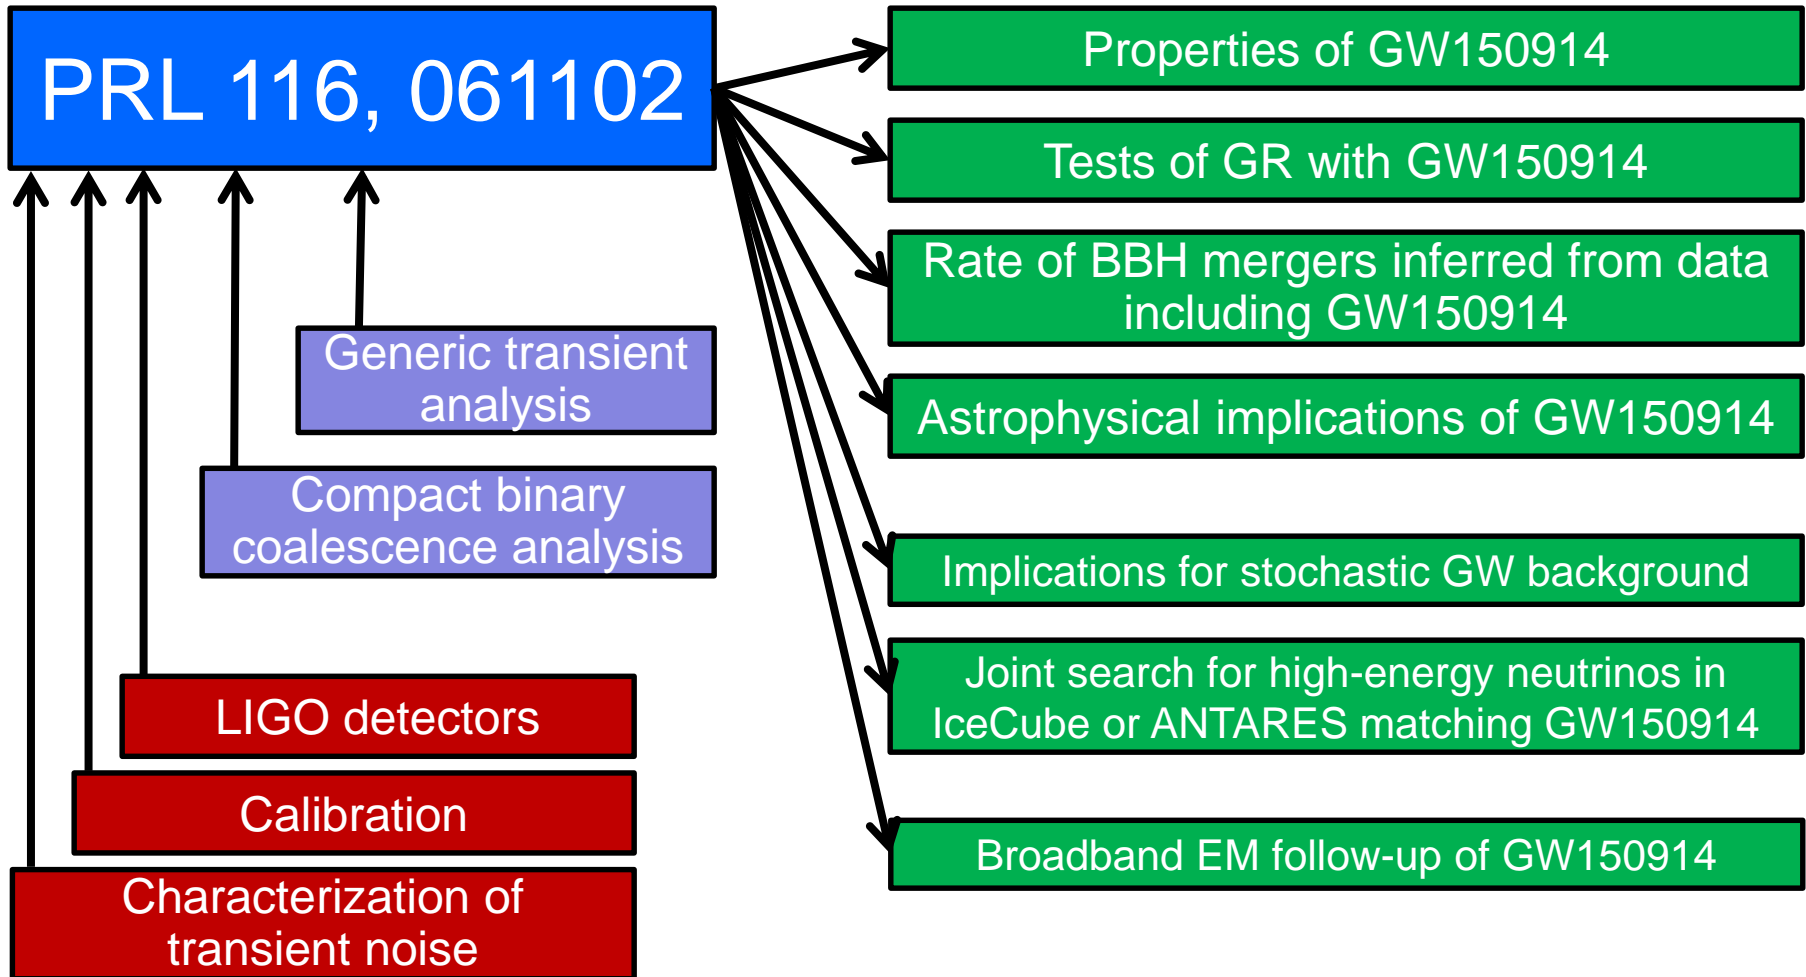 PRL 116, 061102
Generic transient
analysis
Compact binary
coalescence analysis
LIGO detectors
Calibration
Characterization of
transient noise
Properties of GW150914
Tests of GR with GW150914
Rate of BBH mergers inferred from data
including GW150914
Astrophysical implications of GW150914
Implications for stochastic GW background
Joint search for high-energy neutrinos in
IceCube or ANTARES matching GW150914
Broadband EM follow-up of GW150914